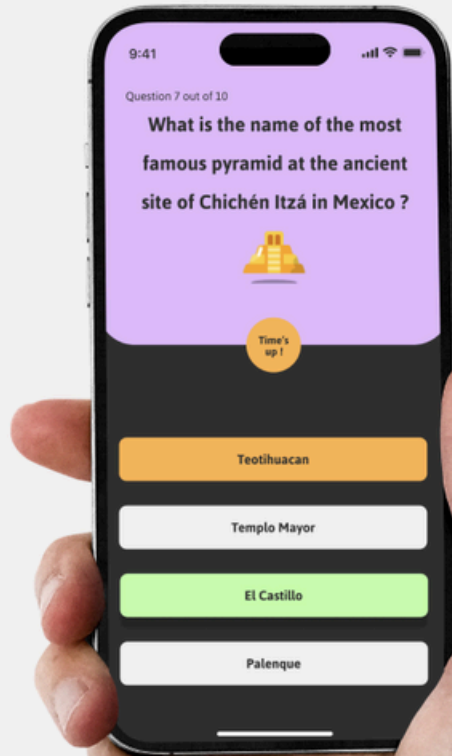 9:41
Question 7 out of 10
What is the name of the most
famous pyramid at the ancient
site of Chichén Itzá in Mexico ?
Time's
up !
Teotihuacan
Templo Mayor
El Castillo
Palenque